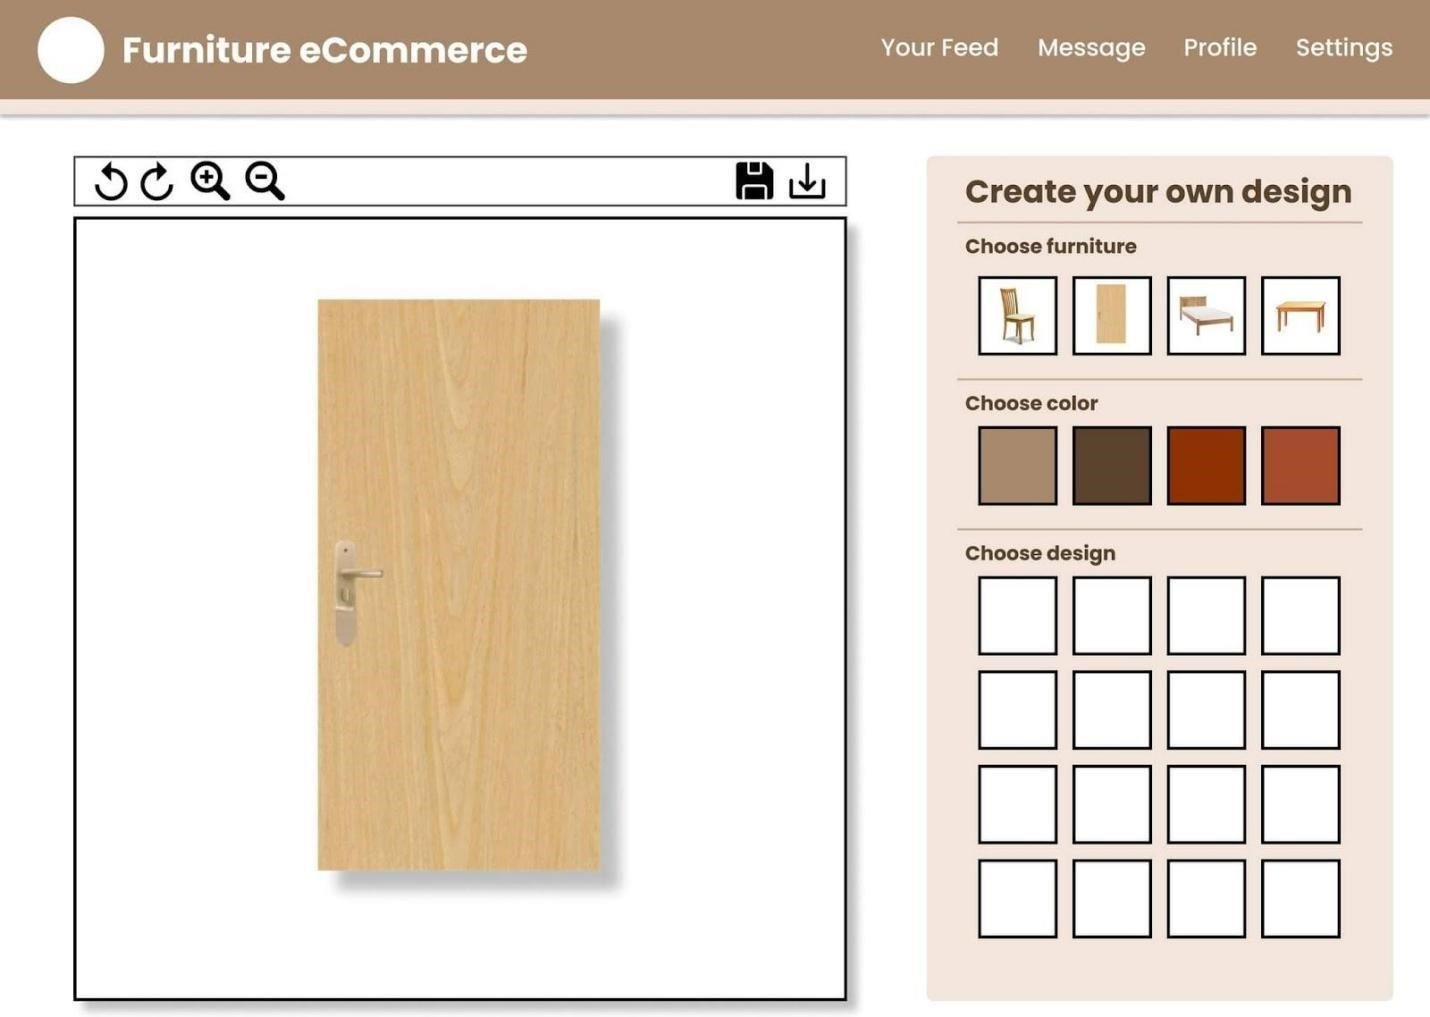 Furniture eCommerce
Your Feed Message Profile Settings
Create your own design
Choose furniture
Choose color
Choose design